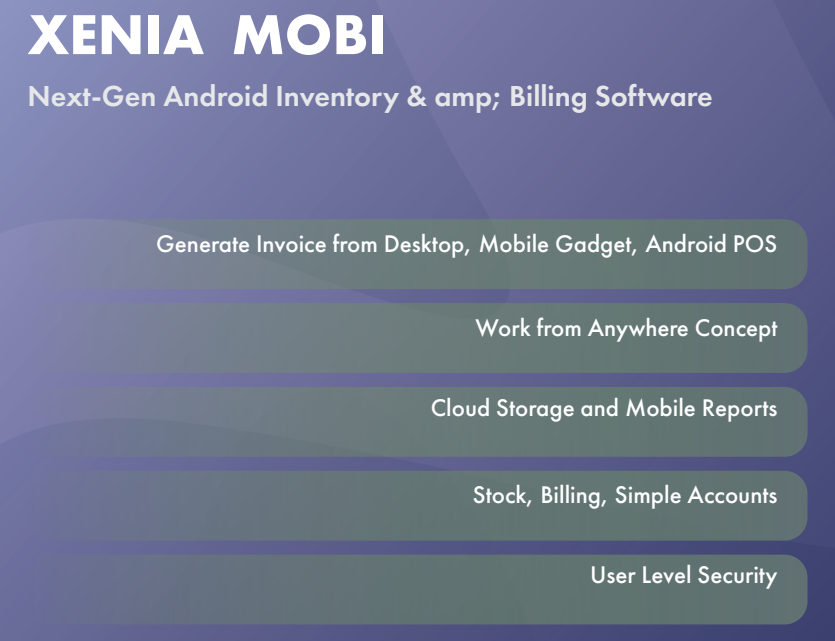 XENIA MOBI
Next-Gen Android Inventory & amp; Billing Software
Generate Invoice from Desktop, Mobile Gadget, Android POS
Work from Anywhere Concept
Cloud Storage and Mobile Reports
Stock, Billing, Simple Accounts
User Level Security